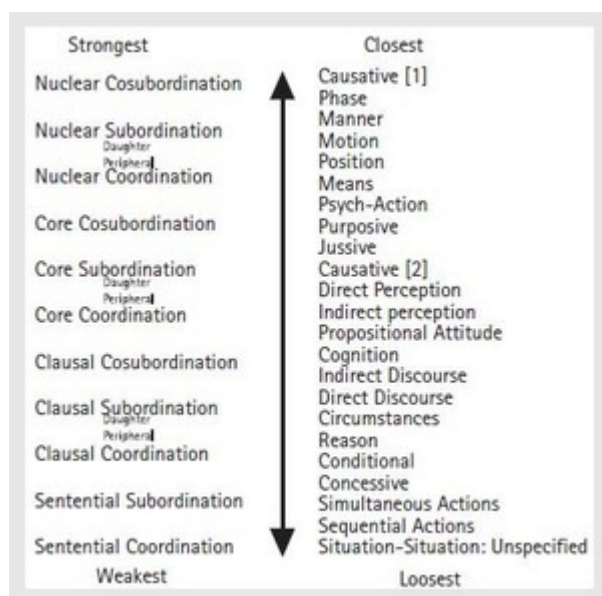 Strongest
Nuclear Cosubordination
Nuclear Subordination
Daughter
Peripheral
Nuclear Coordination
Core Cosubordination
Core Subordination
Daughter
Peripheral
Core Coordination
Clausal Cosubordination
Clausal Subordination
Daughter
Peripheral
Clausal Coordination
Sentential Subordination
Sentential Coordination
Weakest
Closest
Causative [1]
Phase
Manner
Motion
Position
Means
Psych-Action
Purposive
Jussive
Causative [2]
Direct Perception
Indirect perception
Propositional Attitude
Cognition
Indirect Discourse
Direct Discourse
Circumstances
Reason
Conditional
Concessive
Simultaneous Actions
Sequential Actions
Situation-Situation: Unspecified
Loosest